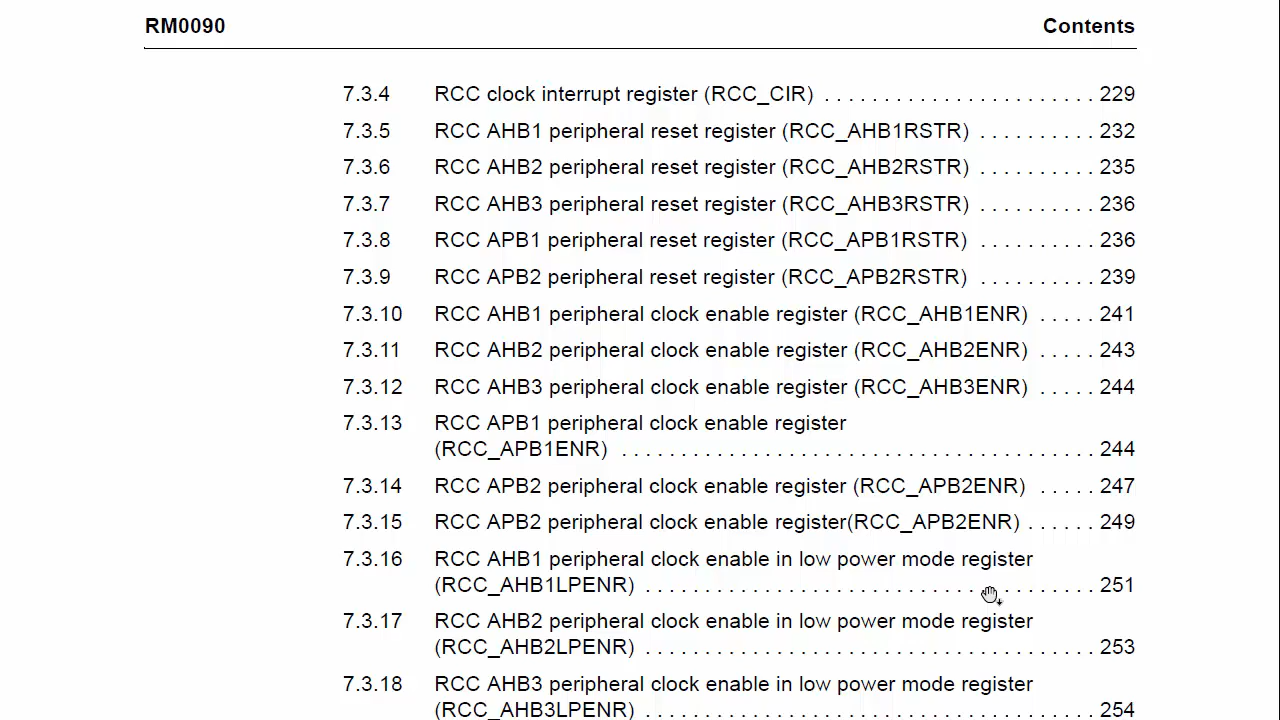 RM0090 Contents
7.3.4 RCC clock interrupt register (RCC_CIR) . . . . . . . . . . . . . . . . . . . . . . . 229
7.3.5 RCC AHB1 peripheral reset register (RCC_AHB1RSTR) . . . . . . . . . . 232
7.3.6 RCC AHB2 peripheral reset register (RCC_AHB2RSTR) . . . . . . . . . . 235
7.3.7 RCC AHB3 peripheral reset register (RCC_AHB3RSTR) . . . . . . . . . . 236
7.3.8 RCC APB1 peripheral reset register (RCC_APB1RSTR) . . . . . . . . . . 236
7.3.9 RCC APB2 peripheral reset register (RCC_APB2RSTR) . . . . . . . . . . 239
7.3.10 RCC AHB1 peripheral clock enable register (RCC_AHB1ENR) . . . . . 241
7.3.11 RCC AHB2 peripheral clock enable register (RCC_AHB2ENR) . . . . . 243
7.3.12 RCC AHB3 peripheral clock enable register (RCC_AHB3ENR) . . . . . 244
7.3.13 RCC APB1 peripheral clock enable register
(RCC_APB1ENR) . . . . . . . . . . . . . . . . . . . . . . . . . . . . . . . . . . . . . . . . 244
7.3.14 RCC APB2 peripheral clock enable register (RCC_APB2ENR) . . . . . 247
7.3.15 RCC APB2 peripheral clock enable register(RCC_APB2ENR) . . . . . . 249
7.3.16 RCC AHB1 peripheral clock enable in low power mode register
(RCC_AHB1LPENR) . . . . . . . . . . . . . . . . . . . . . . . . . . . . . . . . . . . . . . 251
7.3.17 RCC AHB2 peripheral clock enable in low power mode register
(RCC_AHB2LPENR) . . . . . . . . . . . . . . . . . . . . . . . . . . . . . . . . . . . . . . 253
7.3.18 RCC AHB3 peripheral clock enable in low power mode register
(RCC_AHB3LPENR) . . . . . . . . . . . . . . . . . . . . . . . . . . . . . . . . . . . . . . 254